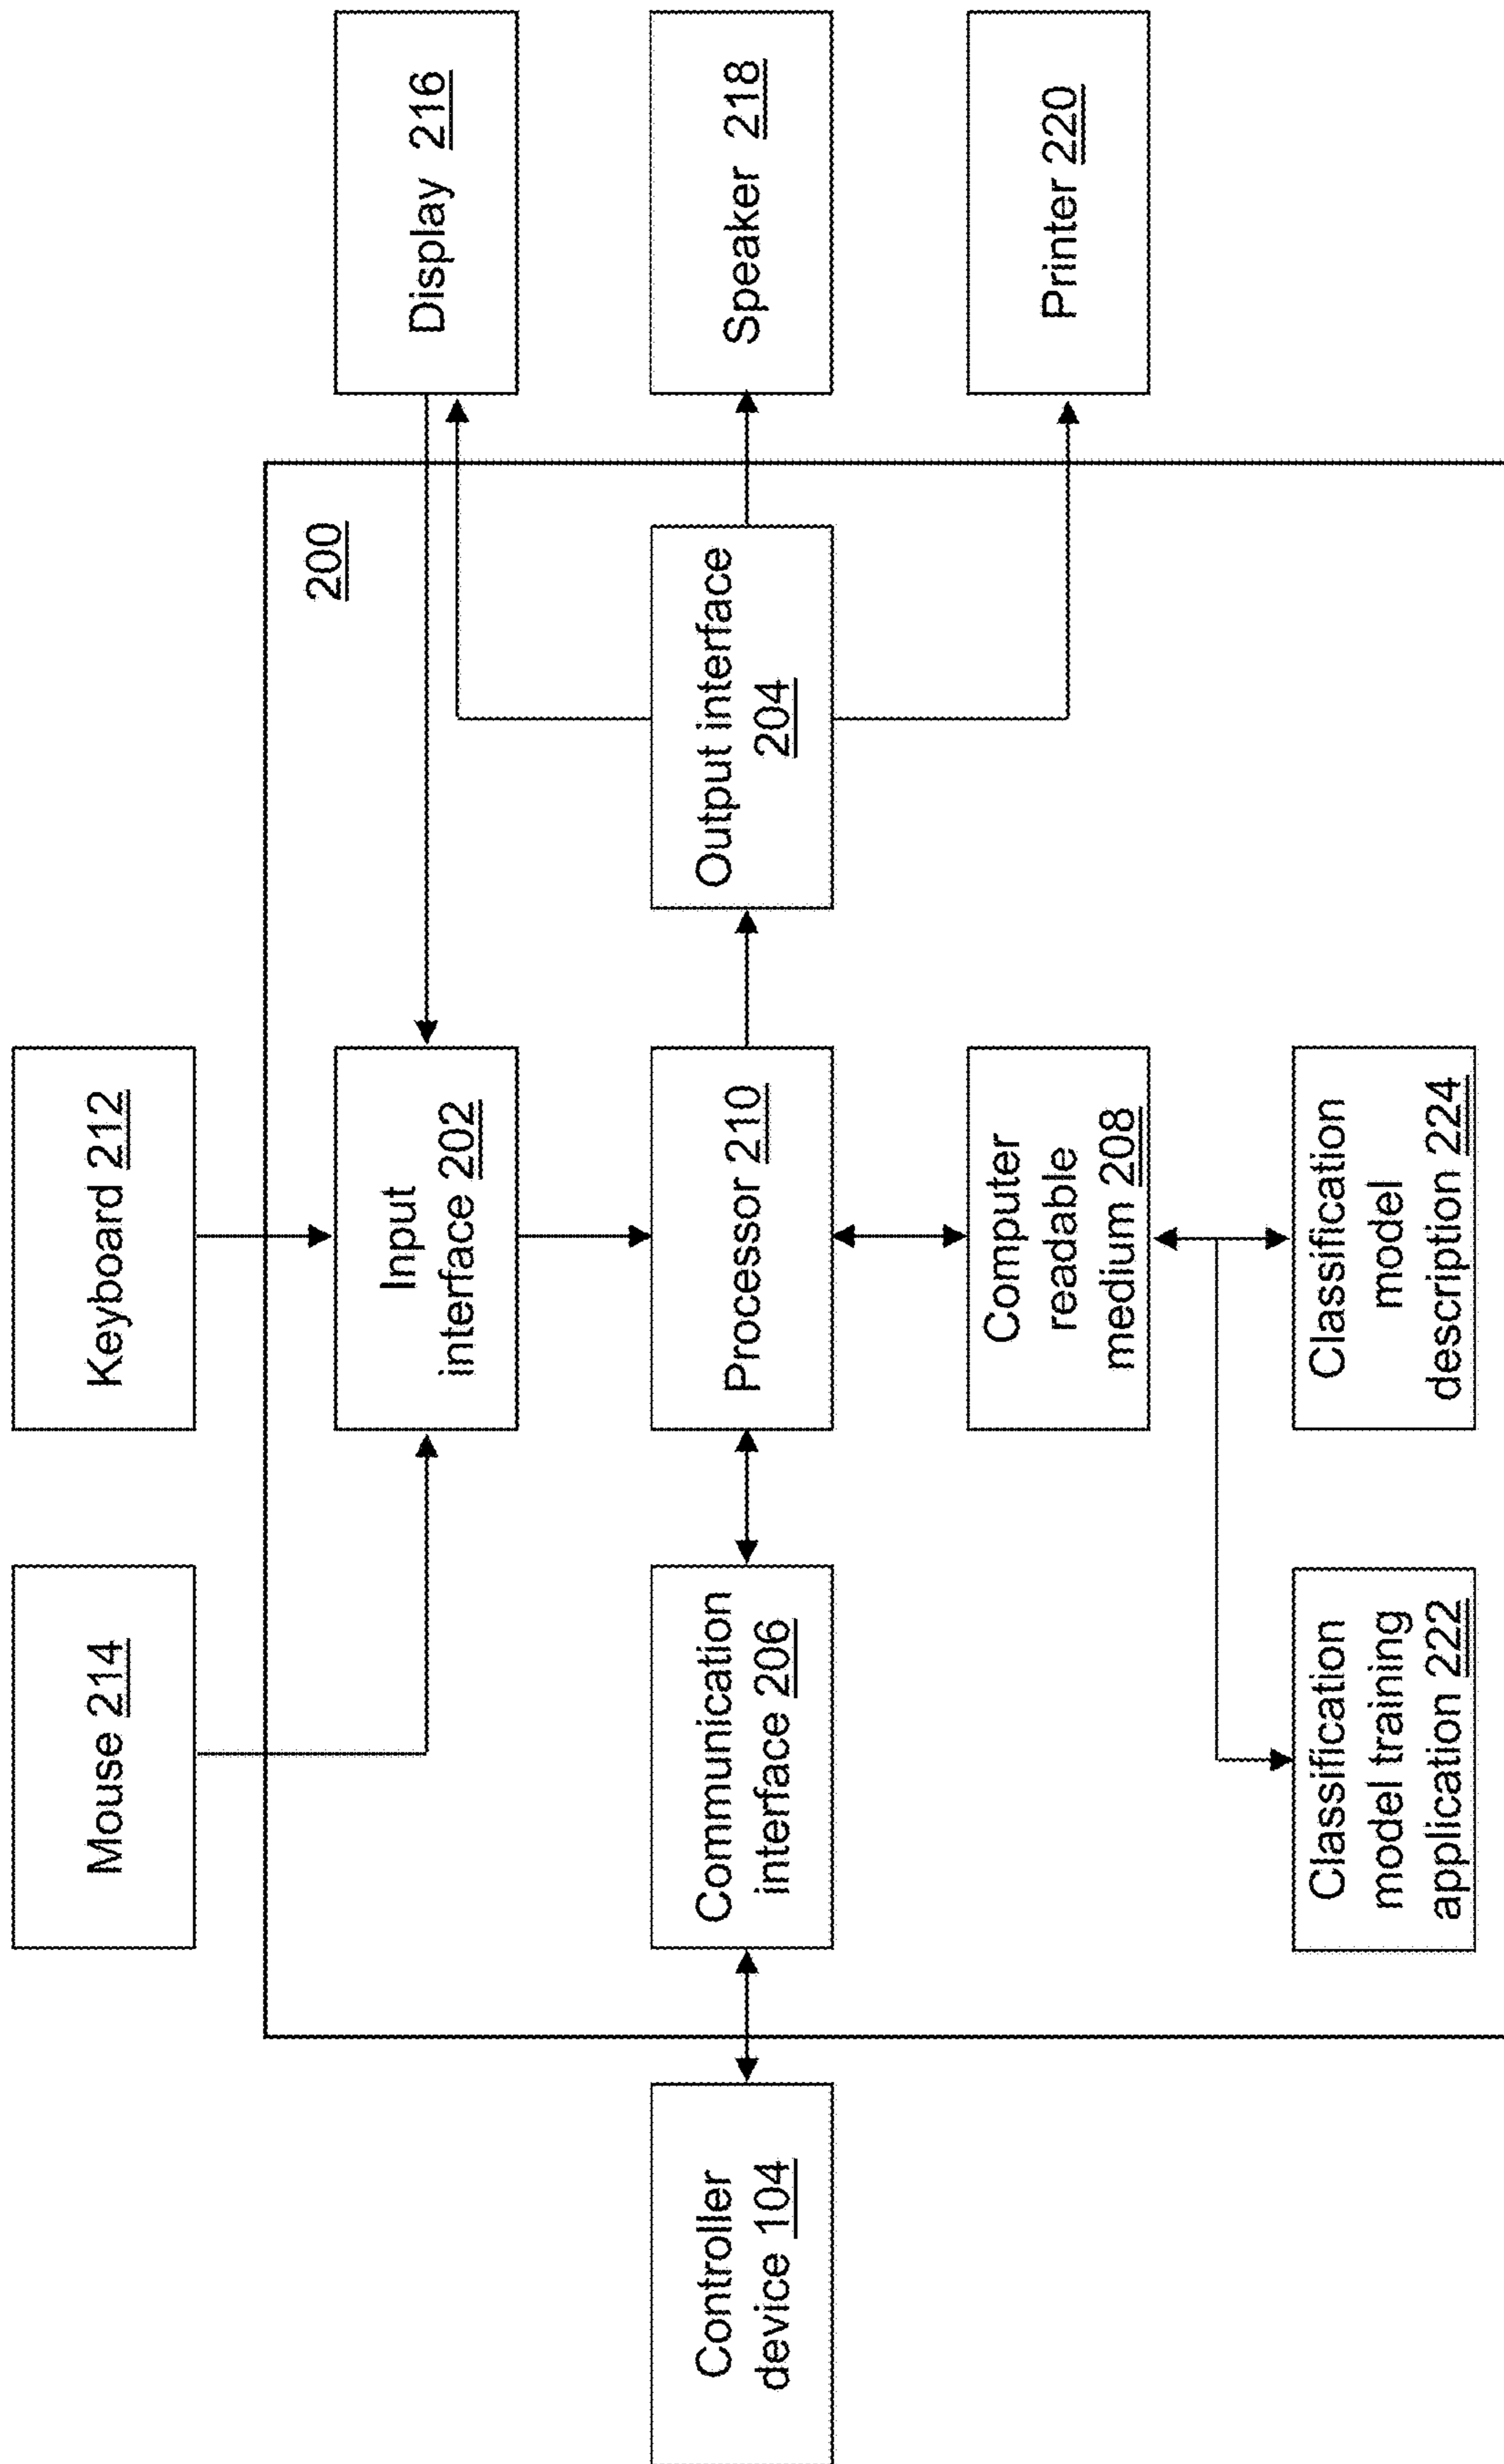 Mouse 214
Keyboard 212
200
Display 216
Input
interface 202
Controller
device 104
Communication
interface 206
Processor 210
Output interface
204
Speaker 218
Computer
readable
medium 208
Printer 220
Classification
model training
application 222
Classification
model
description 224